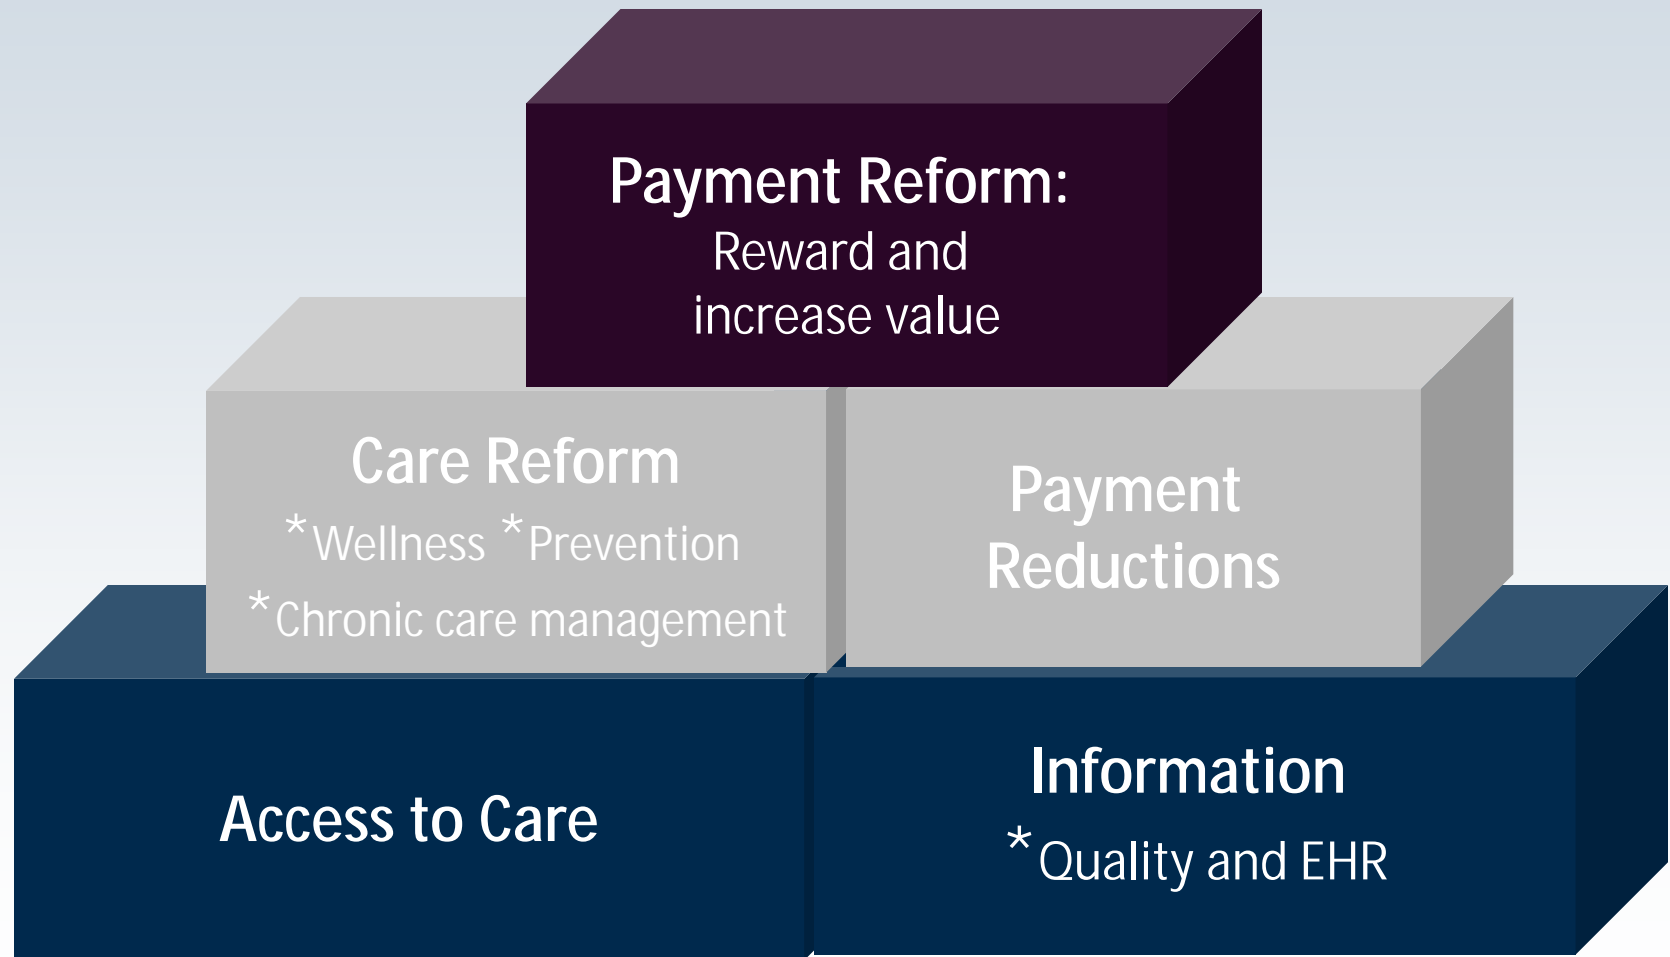 Payment Reform:
Reward and
increase value
Care Reform
*Wellness *Prevention
*Chronic care management
Payment
Reductions
Access to Care
Information
*Quality and EHR